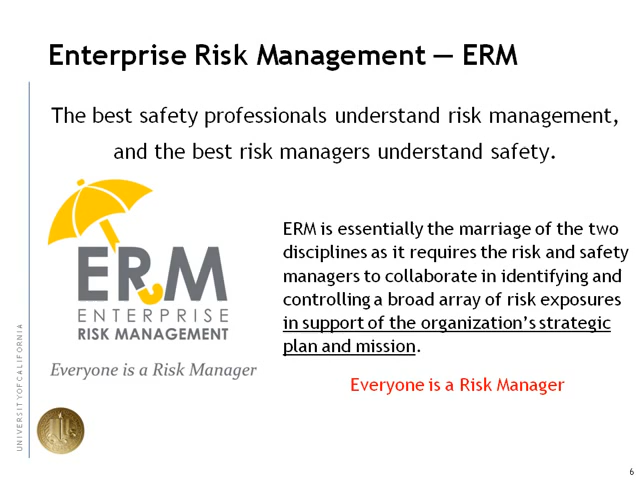 Enterprise Risk Management — ERM
The best safety professionals understand risk management,
and the best risk managers understand safety.
ERM
ENTERPRISE
RISK MANAGEMENT
Everyone is a Risk Manager
ERM is essentially the marriage of the two
disciplines as it requires the risk and safety
managers to collaborate in identifying and
controlling a broad array of risk exposures
in support of the organization's strategic
plan and mission.
Everyone is a Risk Manager
UNIVERSITY OF CALIFORNIA
6